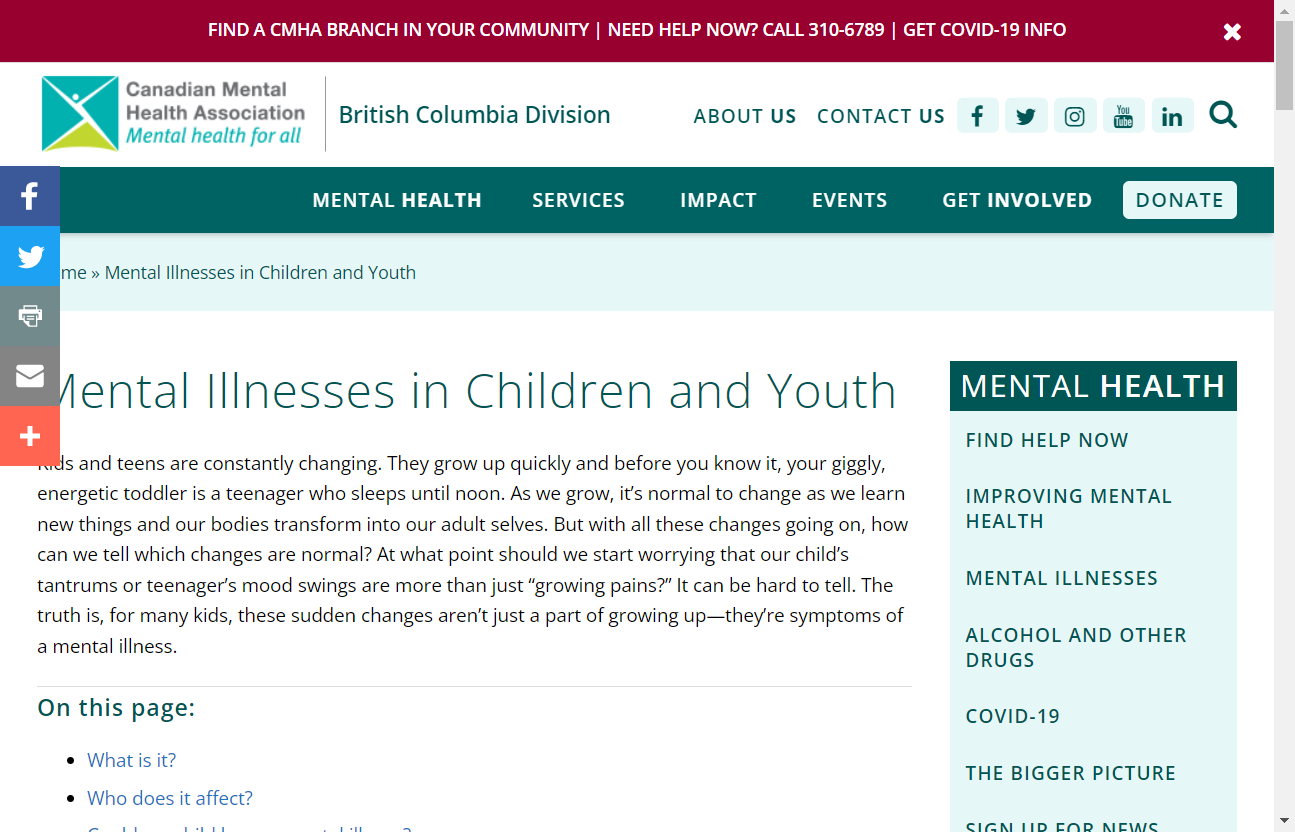 FIND A CMHA BRANCH IN YOUR COMMUNITY | NEED HELP NOW? CALL 310-6789 | GET COVID-19 INFO
Canadian Mental
Health Association
Mental health for all
British Columbia Division
ABOUT US
CONTACT US
You
Tube
in
MENTAL HEALTH
SERVICES
IMPACT
EVENTS
GET INVOLVED
DONATE
me » Mental Illnesses in Children and Youth
Mental Illnesses in Children and Youth
Kids and teens are constantly changing. They grow up quickly and before you know it, your giggly,
energetic toddler is a teenager who sleeps until noon. As we grow, it’s normal to change as we learn
new things and our bodies transform into our adult selves. But with all these changes going on, how
can we tell which changes are normal? At what point should we start worrying that our child’s
tantrums or teenager’s mood swings are more than just “growing pains?” It can be hard to tell. The
truth is, for many kids, these sudden changes aren’t just a part of growing up—they’re symptoms of
a mental illness.
On this page:
What is it?
Who does it affect?
MENTAL HEALTH
FIND HELP NOW
IMPROVING MENTAL
HEALTH
MENTAL ILLNESSES
ALCOHOL AND OTHER
DRUGS
COVID-19
THE BIGGER PICTURE
SIGN UP FOR NEWS